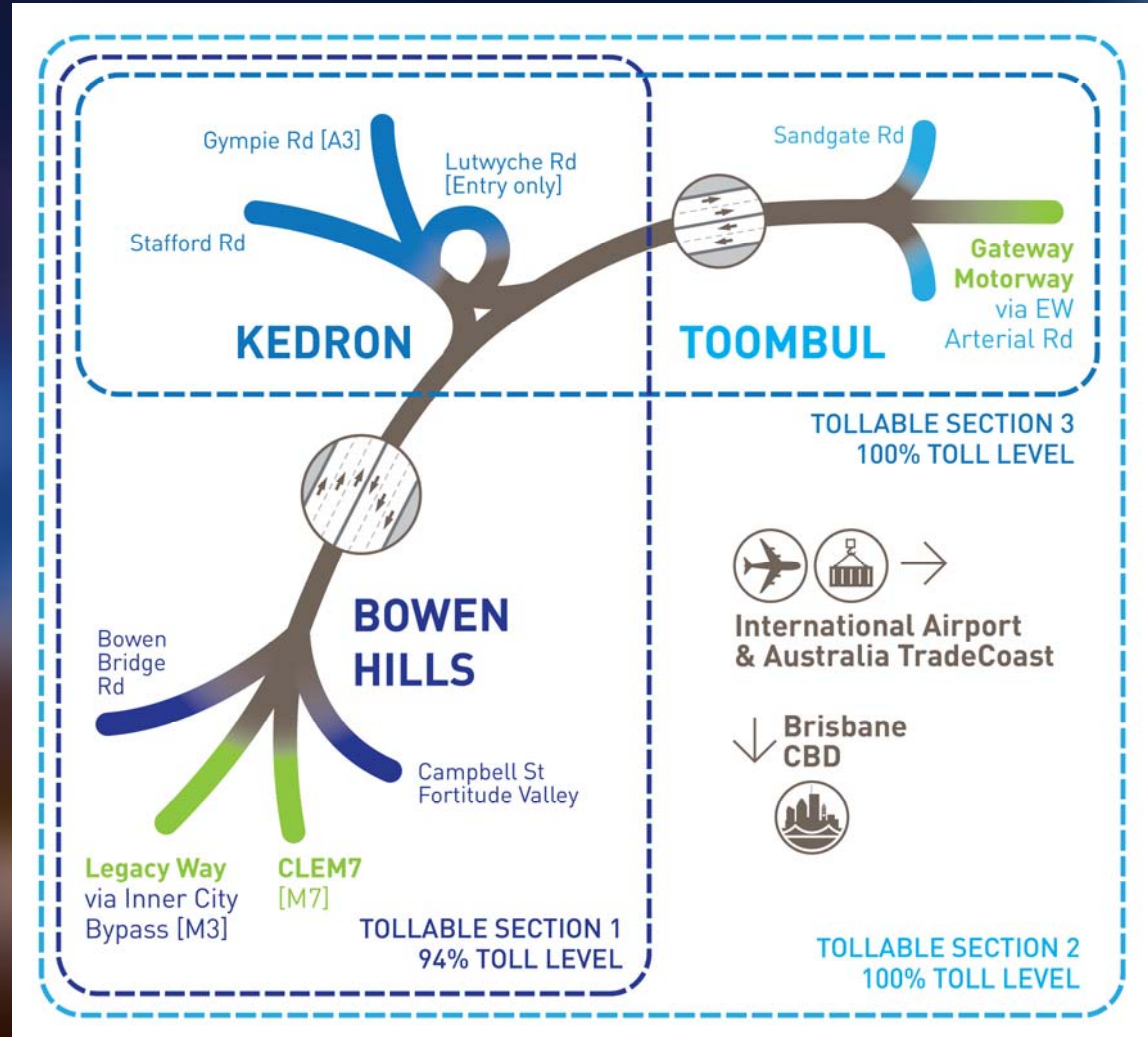 Gympie Rd [A3]
Lutwyche Rd
[Entry only]
Stafford Rd
KEDRON
Sandgate Rd
TOOMBUL
Gateway
Motorway
via EW
Arterial Rd
TOLLABLE SECTION 3
100% TOLL LEVEL
BOWEN
HILLS
Bowen
Bridge
Rd
Campbell St
Fortitude Valley
Legacy Way
via Inner City
Bypass [M3]
CLEM7
[M7]
TOLLABLE SECTION 1
94% TOLL LEVEL
International Airport
& Australia TradeCoast
Brisbane
CBD
TOLLABLE SECTION 2
100% TOLL LEVEL